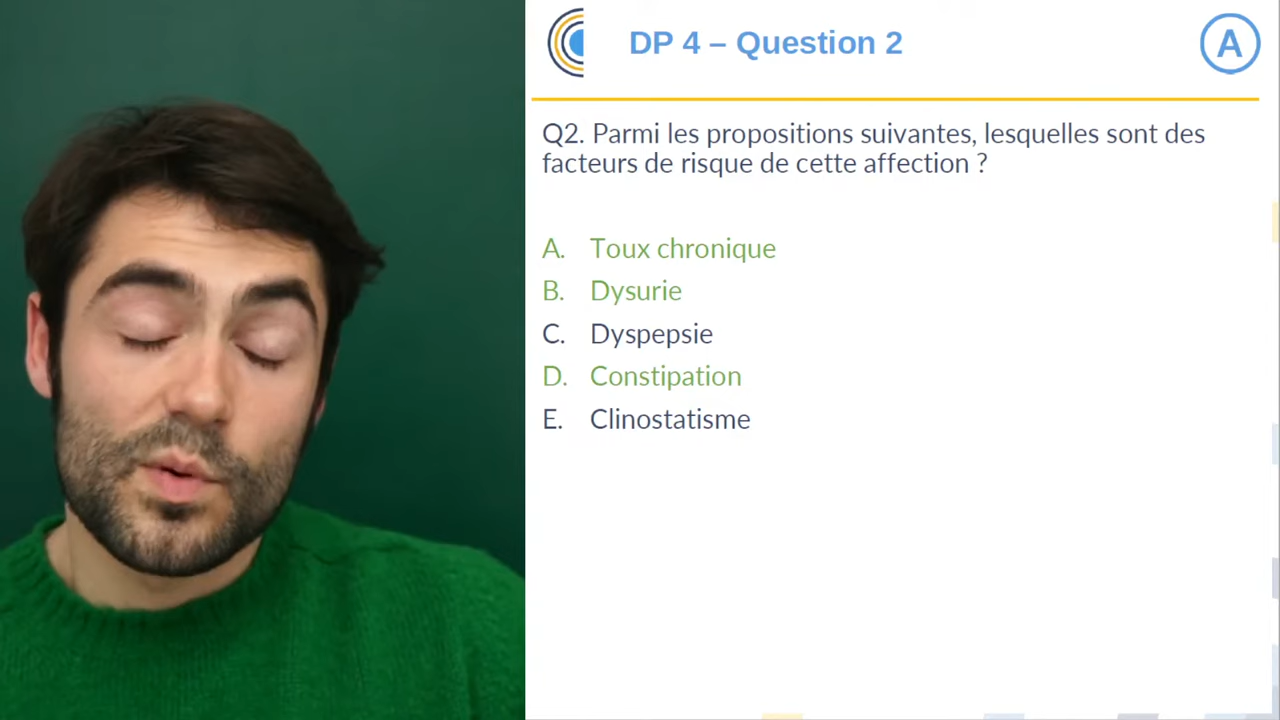 DP 4 – Question 2
A
Q2. Parmi les propositions suivantes, lesquelles sont des
facteurs de risque de cette affection ?
A. Toux chronique
B. Dysurie
C. Dyspepsie
D. Constipation
E. Clinostatisme